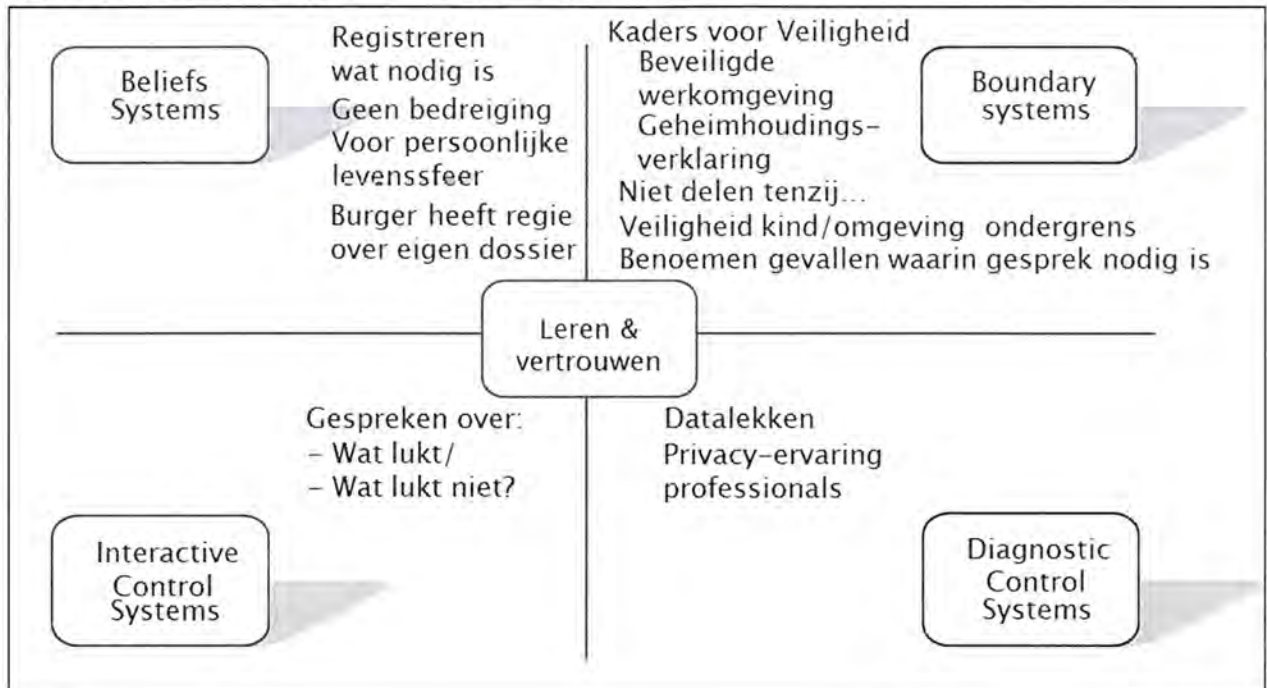 Beliefs
Systems
Registreren
wat nodig is
Geen bedreiging
Voor persoonlijke
levenssfeer
Burger heeft regie
over eigen dossier
Kaders voor Veiligheid
Beveiligde
werkomgeving
Geheimhoudings-
verklaring
Niet delen tenzij...
Veiligheid kind/omgeving ondergrens
Benoemen gevallen waarin gesprek nodig is
Boundary
systems
Leren &
vertrouwen
Gespreken over:
- Wat lukt/
- Wat lukt niet?
Interactive
Control
Systems
Datalekken
Privacy-ervaring
professionals
Diagnostic
Control
Systems